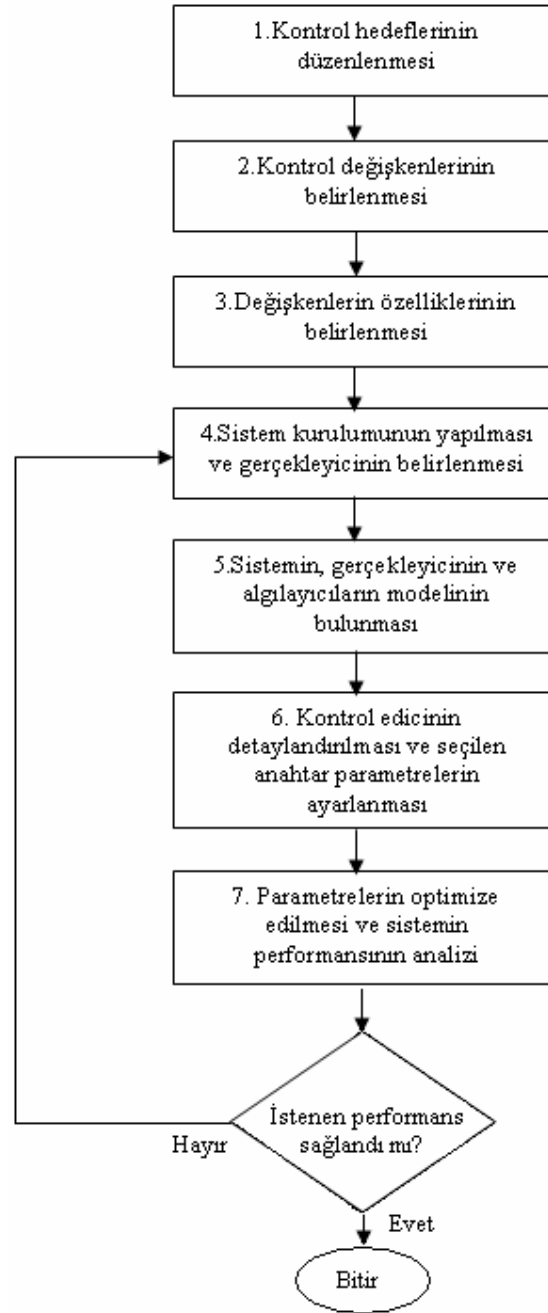 1.Kontrol hedeflerinin
düzenlenmesi
2.Kontrol değişkenlerinin
belirlenmesi
3.Değişkenlerin özelliklerinin
belirlenmesi
4.Sistem kurulumunun yapılması
ve gerçekleyicinin belirlenmesi
5.Sistemin, gerçekleyicinin ve
algılayıcıların modelinin
bulunması
6. Kontrol edicinin
detaylandırılması ve seçilen
anahtar parametrelerin
ayarlanması
7. Parametrelerin optimize
edilmesi ve sistemin
performansının analizi
İstenen performans
sağlandı mı?
Hayır
Evet
Bitir